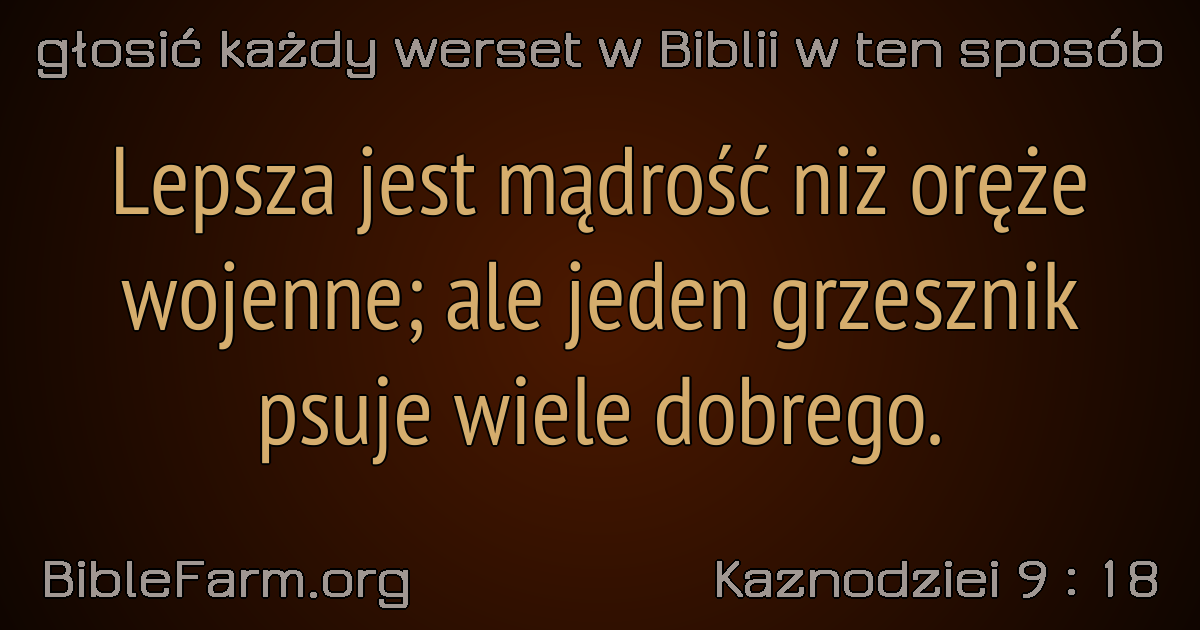 głosić każdy werset w Biblii w ten sposób
Lepsza jest mądrość niż oręże
wojenne; ale jeden grzesznik
psuje wiele dobrego.
BibleFarm.org
Kaznodziei 9 : 18